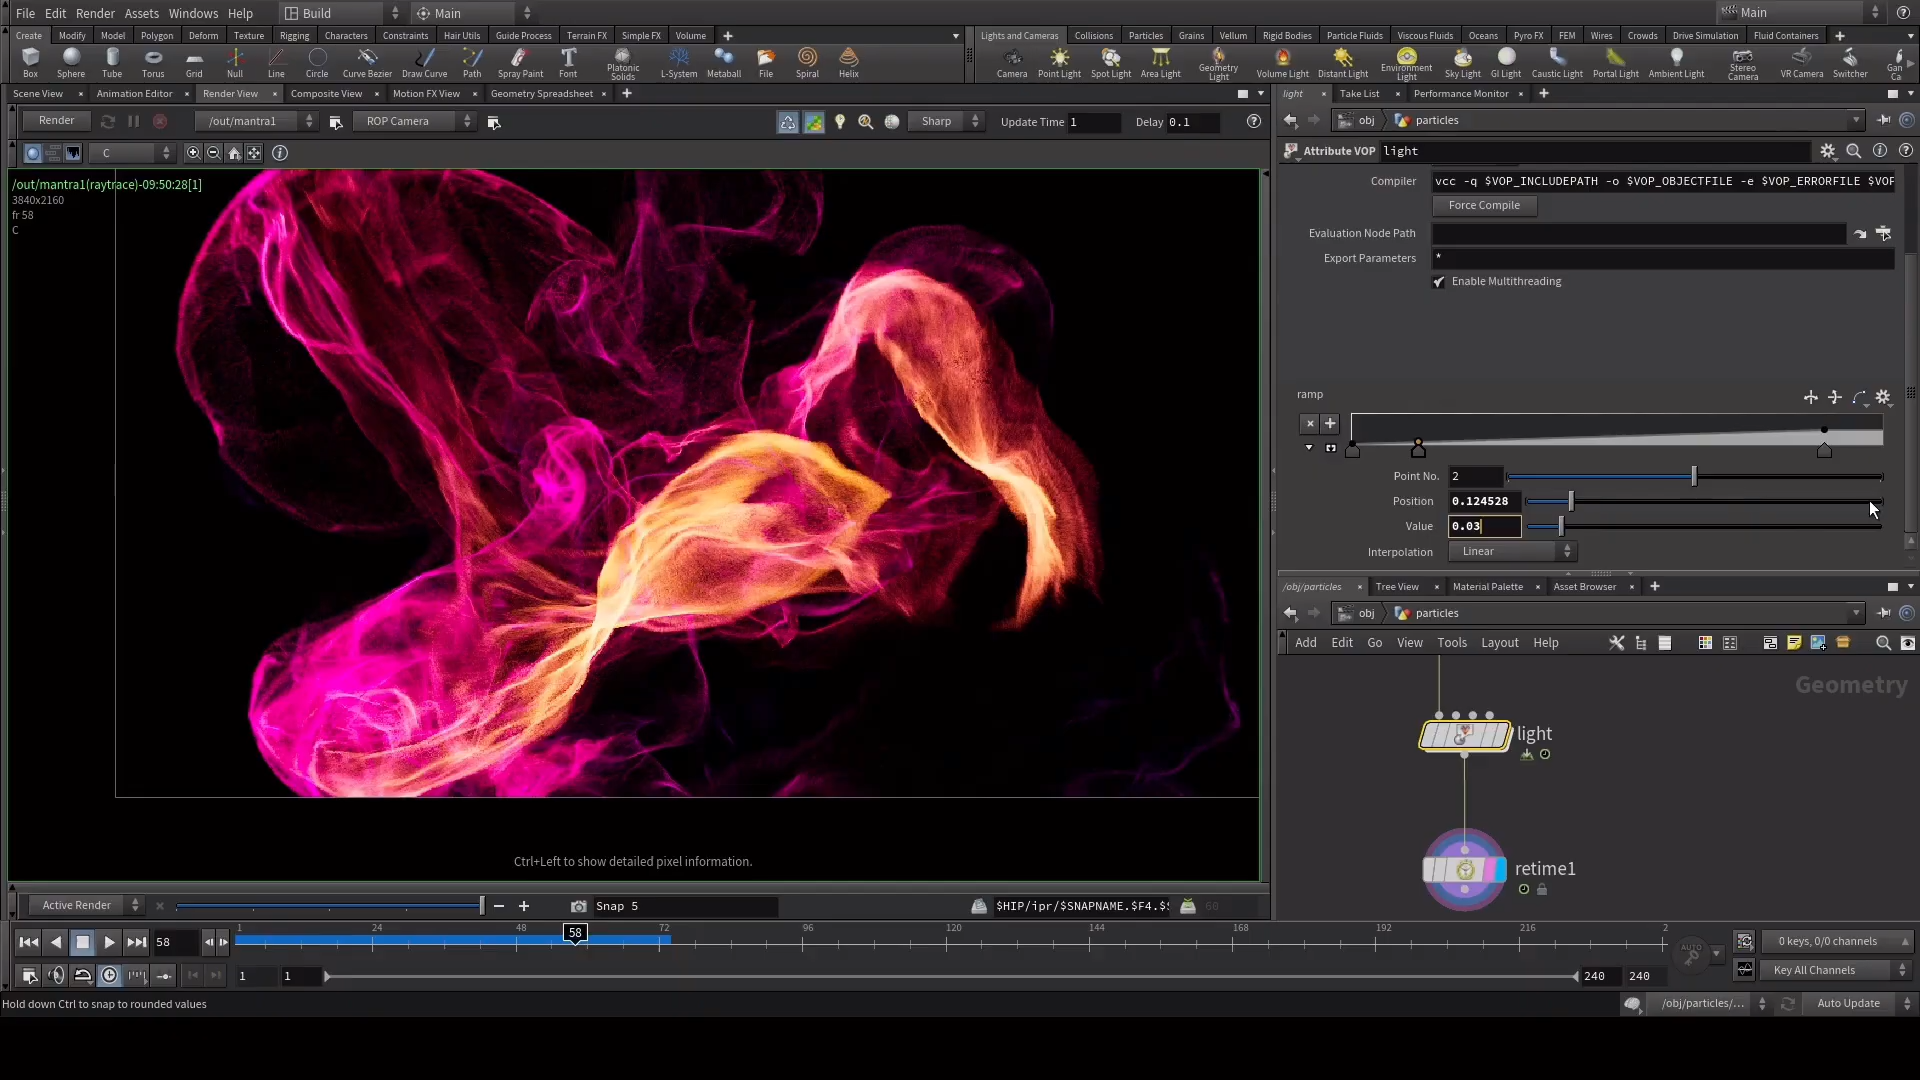 File Edit Render Assets Windows Help Build Main Main
Create Modify Model Polygon Deform Texture Rigging Characters Constraints Hair Utils Guide Process Terrain FX Simple FX Volume
Lights and Cameras Collisions Particles Grains Vellum Rigid Bodies Particle Fluids Viscous Fluids Oceans Pyro FX FEM Wires Crowds Drive Simulation Fluid Containers
Box Sphere Tube Torus Grid Null Line Circle Curve Bezier Draw Curve Path Spray Paint Font Platonic Solids L-System Metaball File Spiral Helix
Camera Point Light Spot Light Area Light Geometry Light Volume Light Distant Light Environment Light Sky Light GI Light Caustic Light Portal Light Ambient Light Stereo Camera VR Camera Switcher Gan Ca
Scene View Animation Editor Render View Composite View Motion FX View Geometry Spreadsheet
light Take List Performance Monitor
Render /out/mantra1 ROP Camera Sharp Update Time 1 Delay 0.1
obj particles
C
Attribute VOP light
/out/mantra1(raytrace)-09:50:28[1]
3840x2160
fr 58
C
Compiler vcc -q $VOP_INCLUDEPATH -o $VOP_OBJECTFILE -e $VOP_ERRORFILE $VOP
Force Compile
Evaluation Node Path
Export Parameters *
Enable Multithreading
ramp
Point No. 2
Position 0.124528
Value 0.03
Interpolation Linear
/obj/particles Tree View Material Palette Asset Browser
obj particles
Add Edit Go View Tools Layout Help
Geometry
light
retime1
Ctrl+Left to show detailed pixel information.
Active Render Snap 5 $HIP/ipr/$SNAPNAME.$F4.$S 60
58 1 24 48 58 72 96 120 144 168 192 216 2 AUTO 0 keys, 0/0 channels
1 1 240 240 Key All Channels
Hold down Ctrl to snap to rounded values /obj/particles/... Auto Update